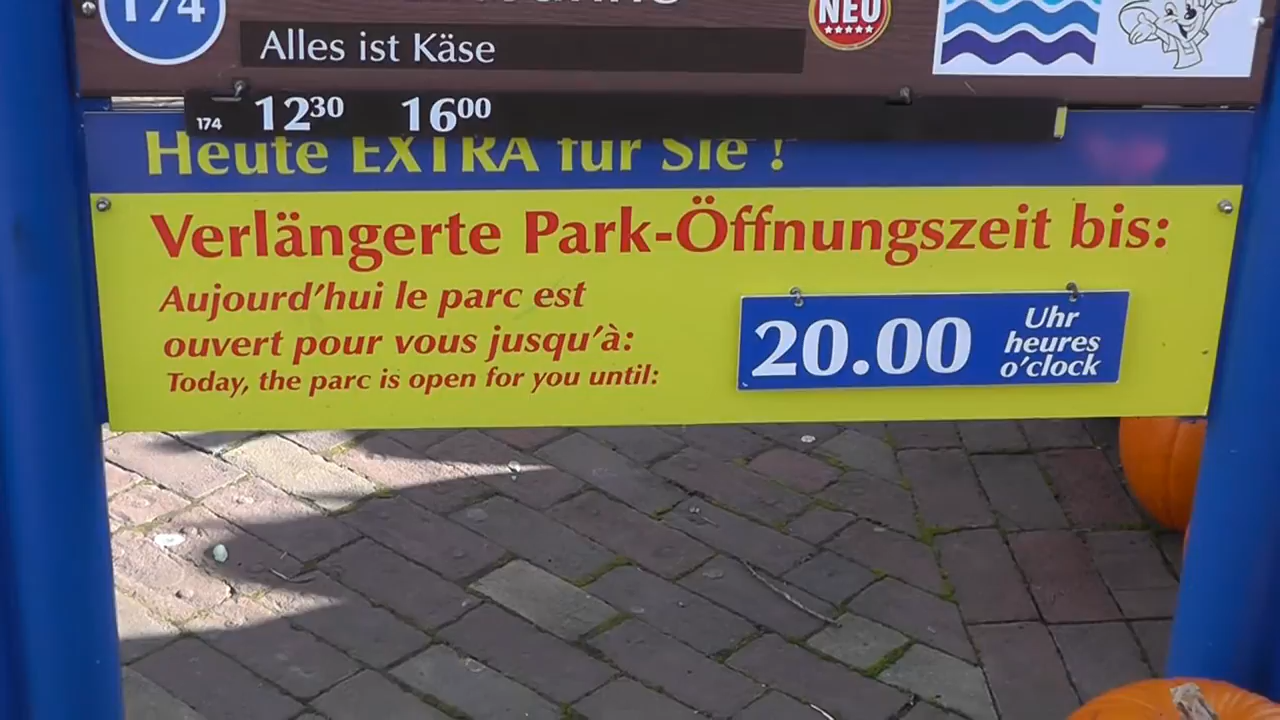 174
NEU
Alles ist Käse
174 12³⁰ 16⁰⁰
Heute EXTRA für Sie !
Verlängerte Park-Öffnungszeit bis:
Aujourd'hui le parc est
ouvert pour vous jusqu'à:
Today, the parc is open for you until:
20.00
Uhr
heures
o'clock